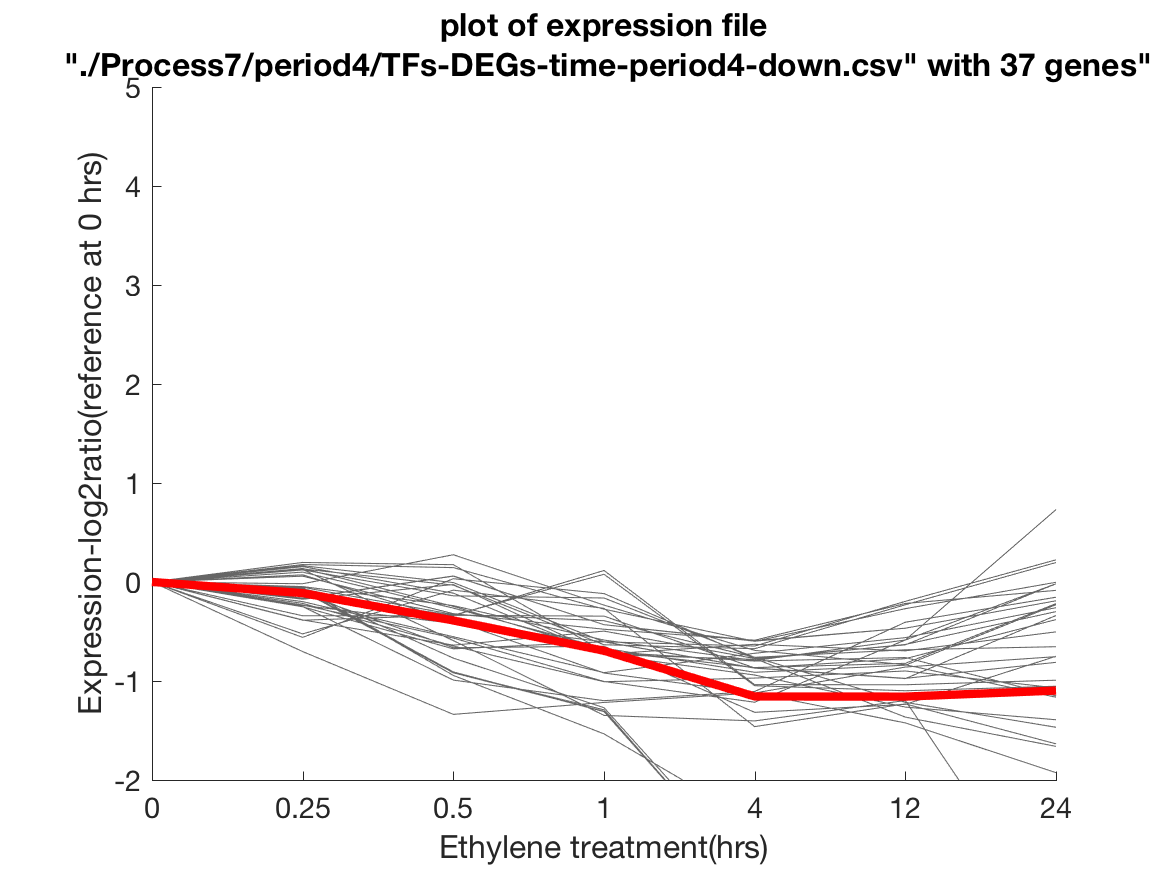 plot of expression file
"./Process7/period4/TFs-DEGs-time-period4-down.csv" with 37 genes"
5
4
3
2
1
0
-1
-2
Expression-log2ratio(reference at 0 hrs)
0 0.25 0.5 1 4 12 24
Ethylene treatment(hrs)